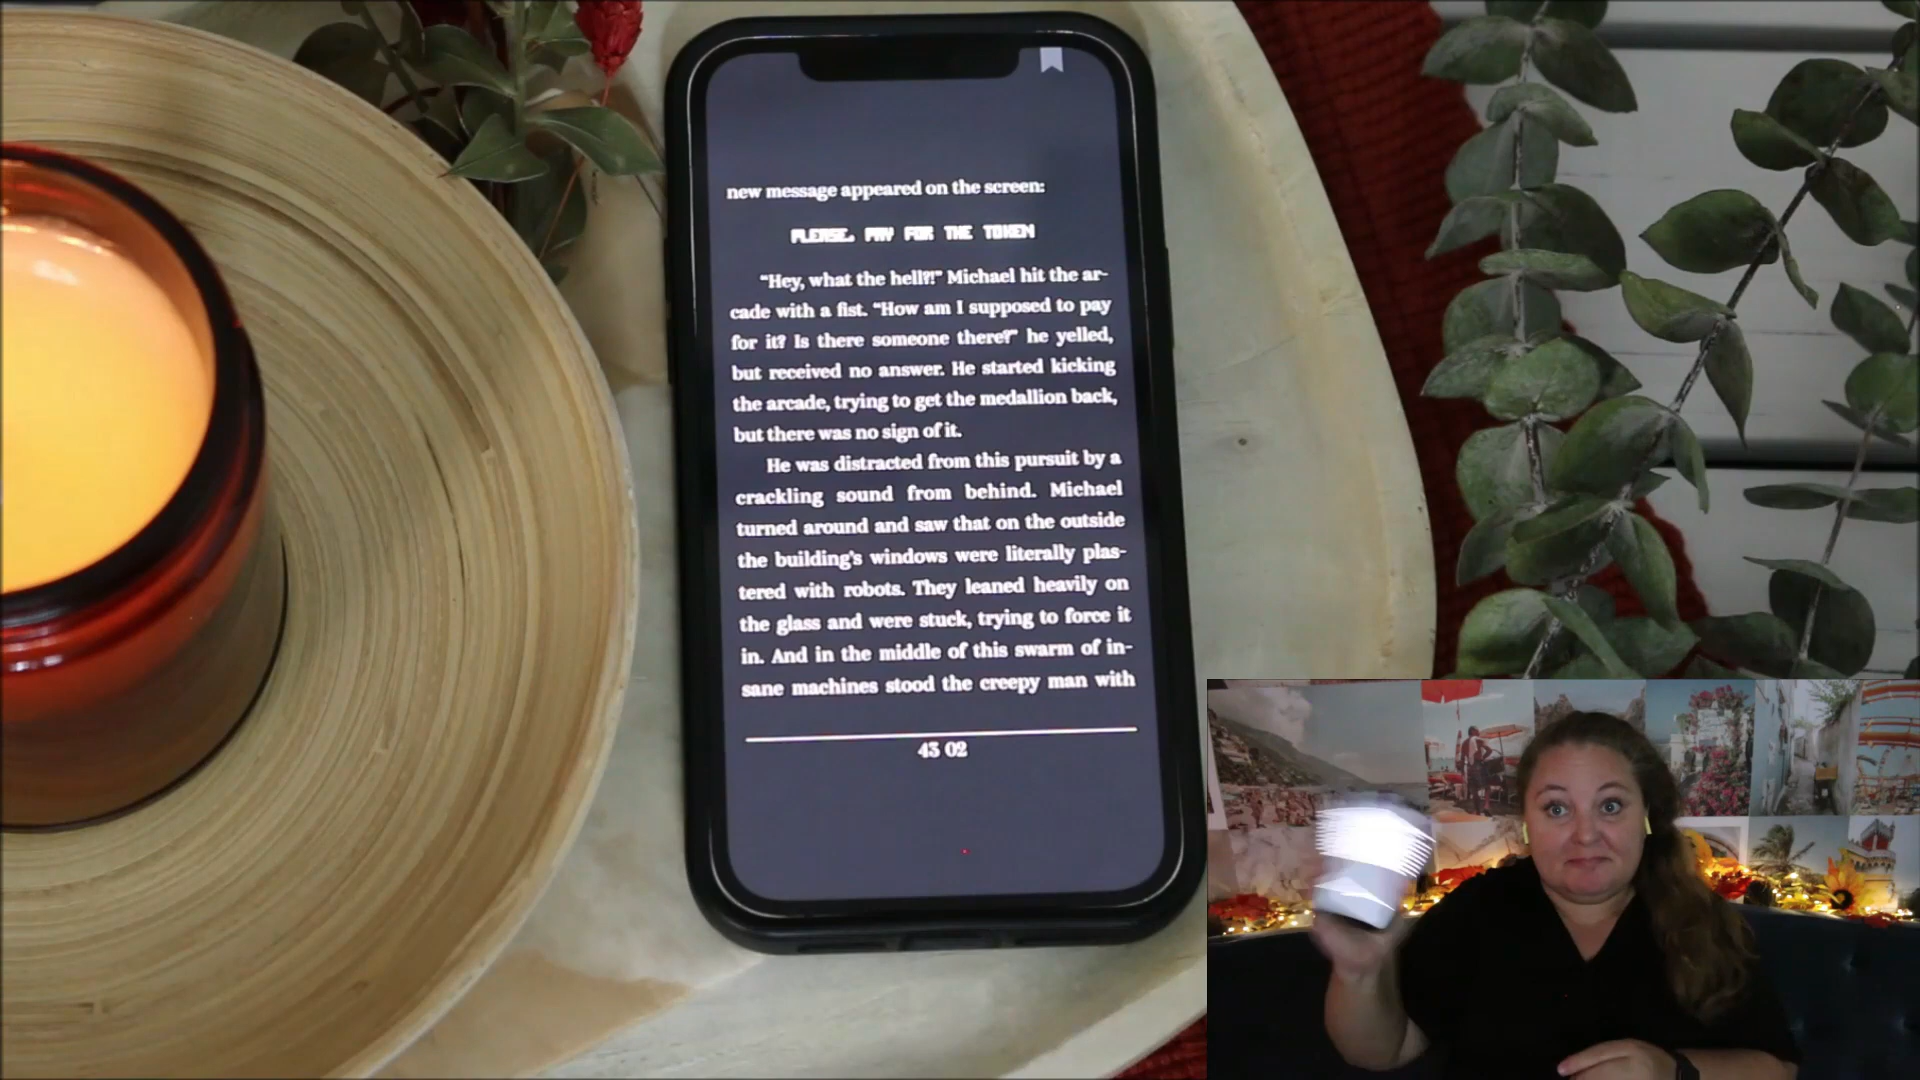 new message appeared on the screen:
PLEASE, PAY FOR THE TOKEN
“Hey, what the hell?!” Michael hit the ar-
cade with a fist. “How am I supposed to pay
for it? Is there someone there?” he yelled,
but received no answer. He started kicking
the arcade, trying to get the medallion back,
but there was no sign of it.
He was distracted from this pursuit by a
crackling sound from behind. Michael
turned around and saw that on the outside
the building’s windows were literally plas-
tered with robots. They leaned heavily on
the glass and were stuck, trying to force it
in. And in the middle of this swarm of in-
sane machines stood the creepy man with
43 02